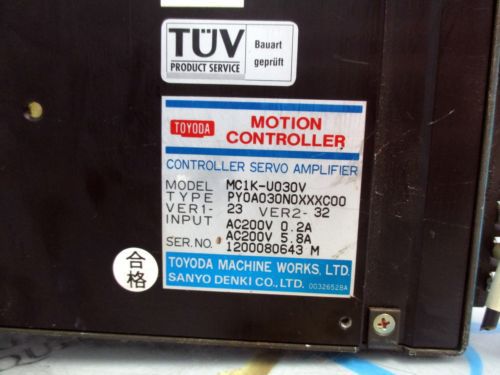 TÜV
PRODUCT SERVICE
Bauart
geprüft
TOYODA
MOTION
CONTROLLER
CONTROLLER SERVO AMPLIFIER
MODEL MC1K-U030V
TYPE PY0A030N0XXXC00
VER1- 23 VER2- 32
INPUT AC200V 0.2A
AC200V 5.8A
SER.NO. 1200080643 M
TOYODA MACHINE WORKS, LTD.
SANYO DENKI CO., LTD. 00326528A
合格